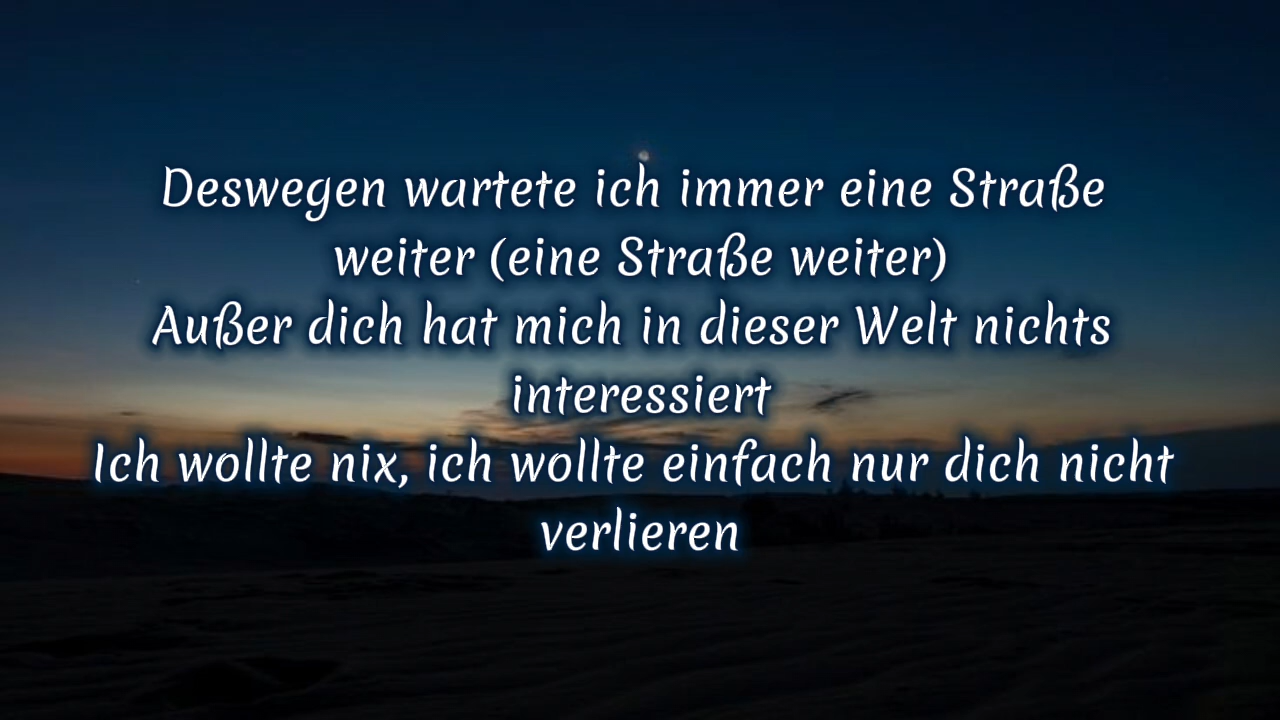 Deswegen wartete ich immer eine Straße
weiter (eine Straße weiter)
Außer dich hat mich in dieser Welt nichts
interessiert
Ich wollte nix, ich wollte einfach nur dich nicht
verlieren